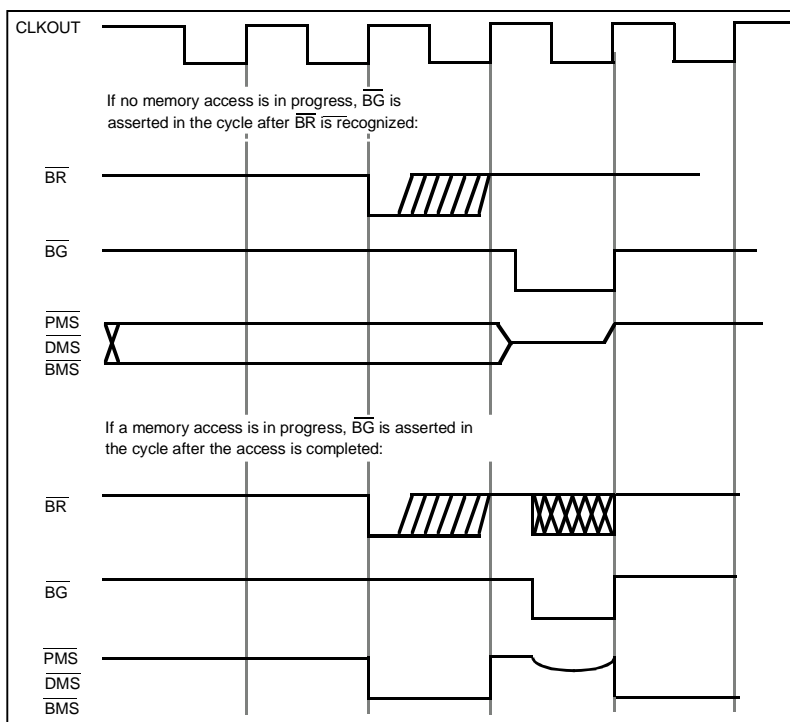 CLKOUT
If no memory access is in progress, BG is
asserted in the cycle after BR is recognized:
BR
BG
PMS
DMS
BMS
If a memory access is in progress, BG is asserted in
the cycle after the access is completed:
BR
BG
PMS
DMS
BMS